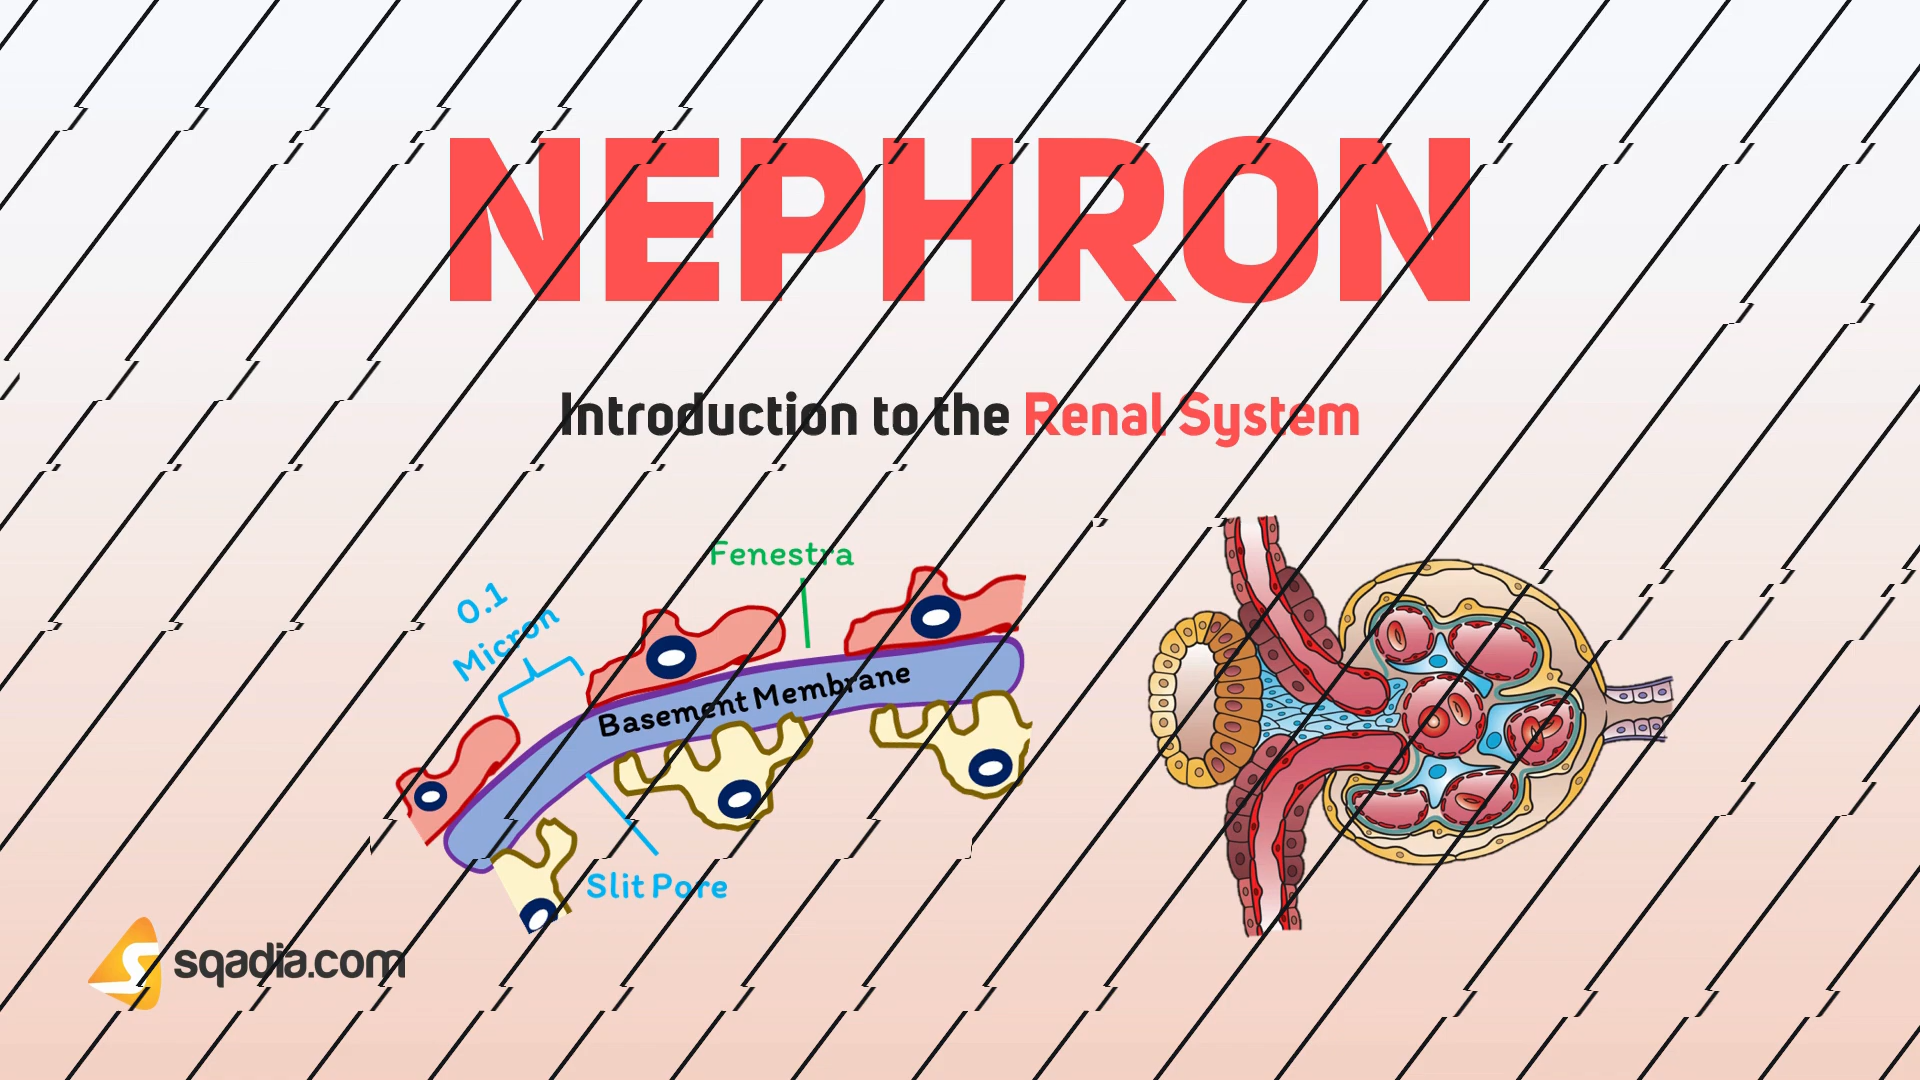 NEPHRON
Introduction to the Renal System
Fenestra
0.1
Micron
Basement Membrane
Slit Pore
sqadia.com